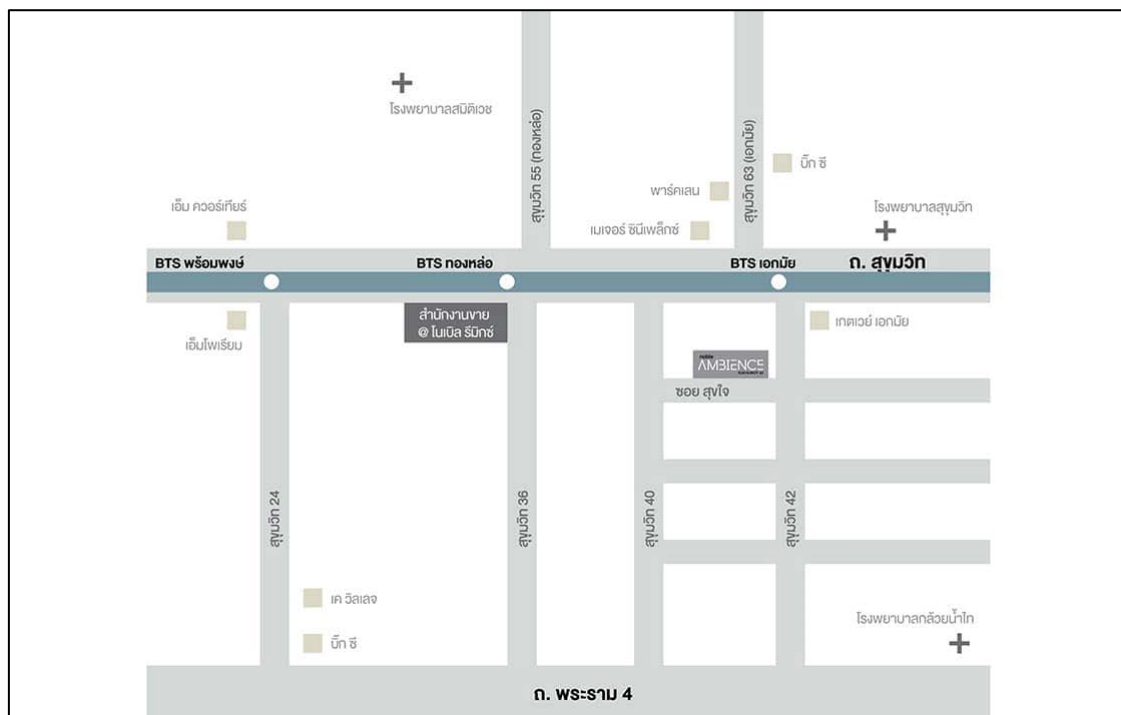 โรงพยาบาลสมิติเวช
สุขุมวิท 55 (ทองหล่อ)
สุขุมวิท 63 (เอกมัย)
บิ๊ก ซี
พาร์คเลน
เอ็ม ควอร์เทียร์
เมเจอร์ ซินีเพล็กซ์
โรงพยาบาลสุขุมวิท
BTS พร้อมพงษ์
BTS ทองหล่อ
BTS เอกมัย
ถ. สุขุมวิท
สำนักงานขาย
@ โนเบิล รีมิกซ์
เอ็มโพเรียม
เกตเวย์ เอกมัย
noble
AMBIENCE
ซอย สุขใจ
สุขุมวิท 24
สุขุมวิท 36
สุขุมวิท 40
สุขุมวิท 42
เค วิลเลจ
บิ๊ก ซี
โรงพยาบาลกล้วยน้ำไท
ถ. พระราม 4